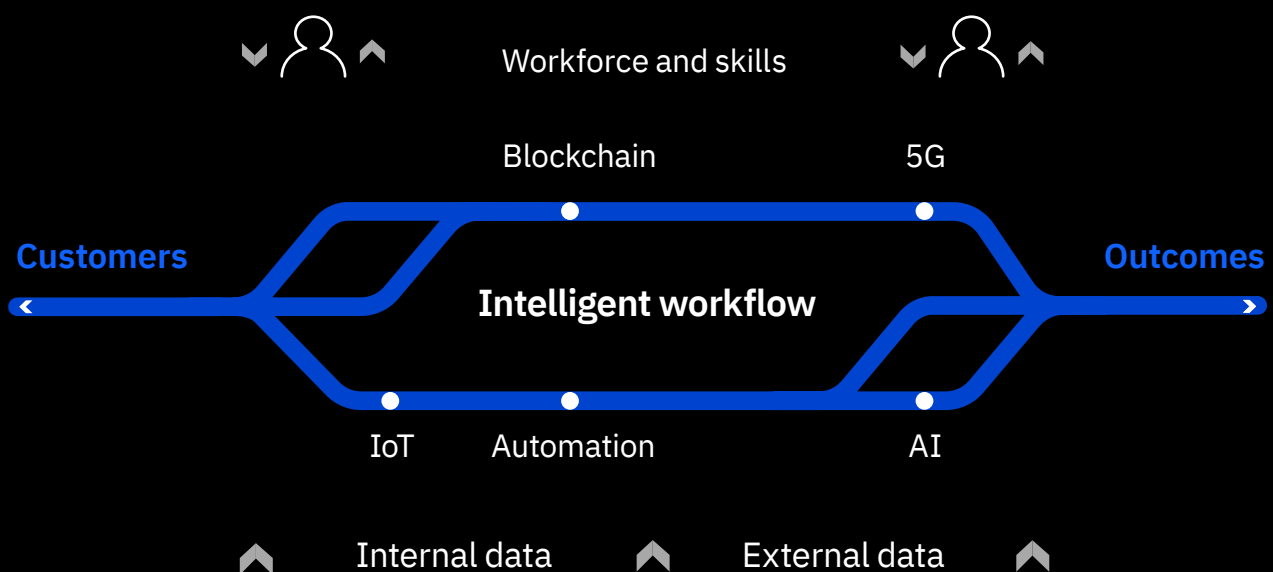 Workforce and skills
Blockchain
5G
Customers
Outcomes
Intelligent workflow
IoT
Automation
AI
Internal data
External data